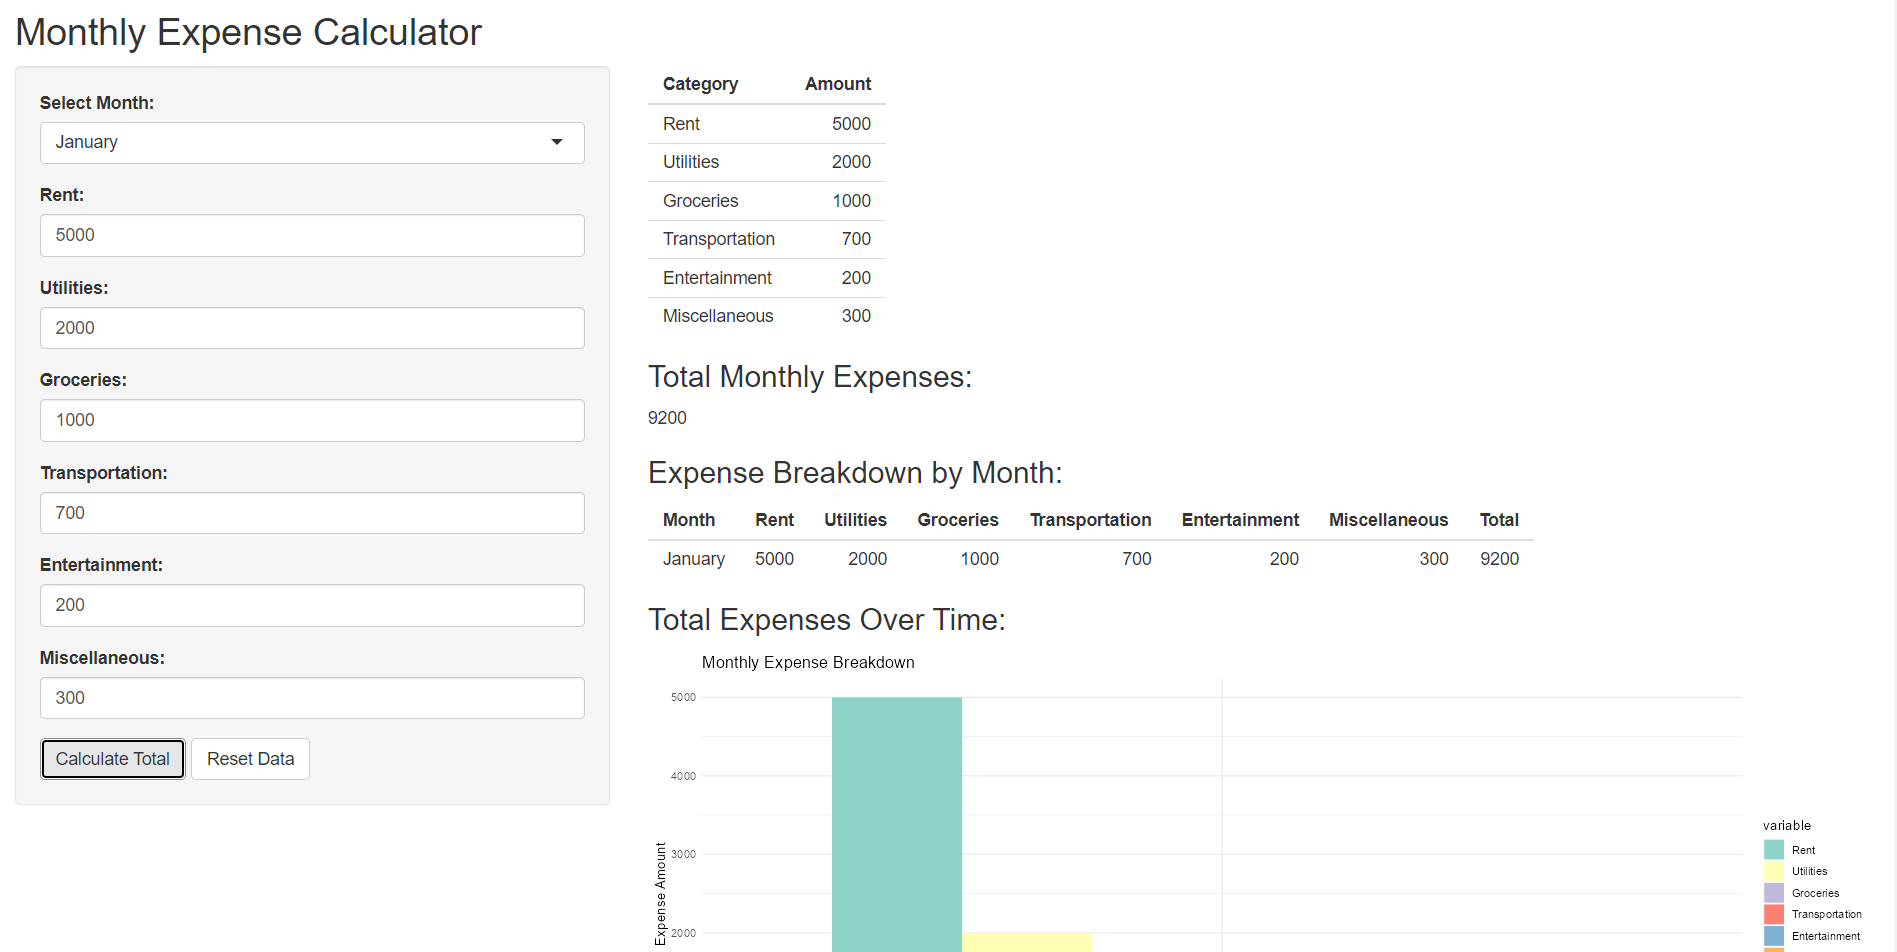 Monthly Expense Calculator
Select Month:
January
Rent:
5000
Utilities:
2000
Groceries:
1000
Transportation:
700
Entertainment:
200
Miscellaneous:
300
Calculate Total Reset Data
Category Amount
Rent 5000
Utilities 2000
Groceries 1000
Transportation 700
Entertainment 200
Miscellaneous 300
Total Monthly Expenses:
9200
Expense Breakdown by Month:
Month Rent Utilities Groceries Transportation Entertainment Miscellaneous Total
January 5000 2000 1000 700 200 300 9200
Total Expenses Over Time:
Monthly Expense Breakdown
5000
4000
3000
2000
Expense Amount
variable
Rent
Utilities
Groceries
Transportation
Entertainment